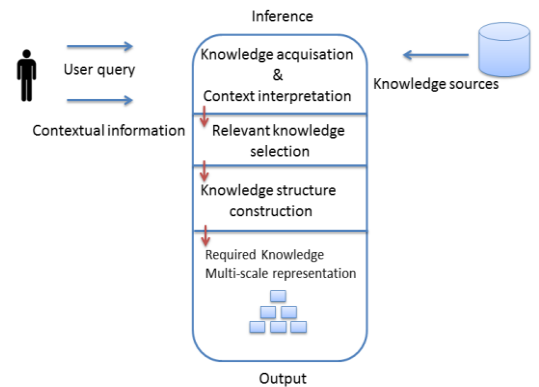 Inference
Knowledge acquisation
&
Context interpretation
User query
Knowledge sources
Contextual information
Relevant knowledge
selection
Knowledge structure
construction
Required Knowledge
Multi-scale representation
Output